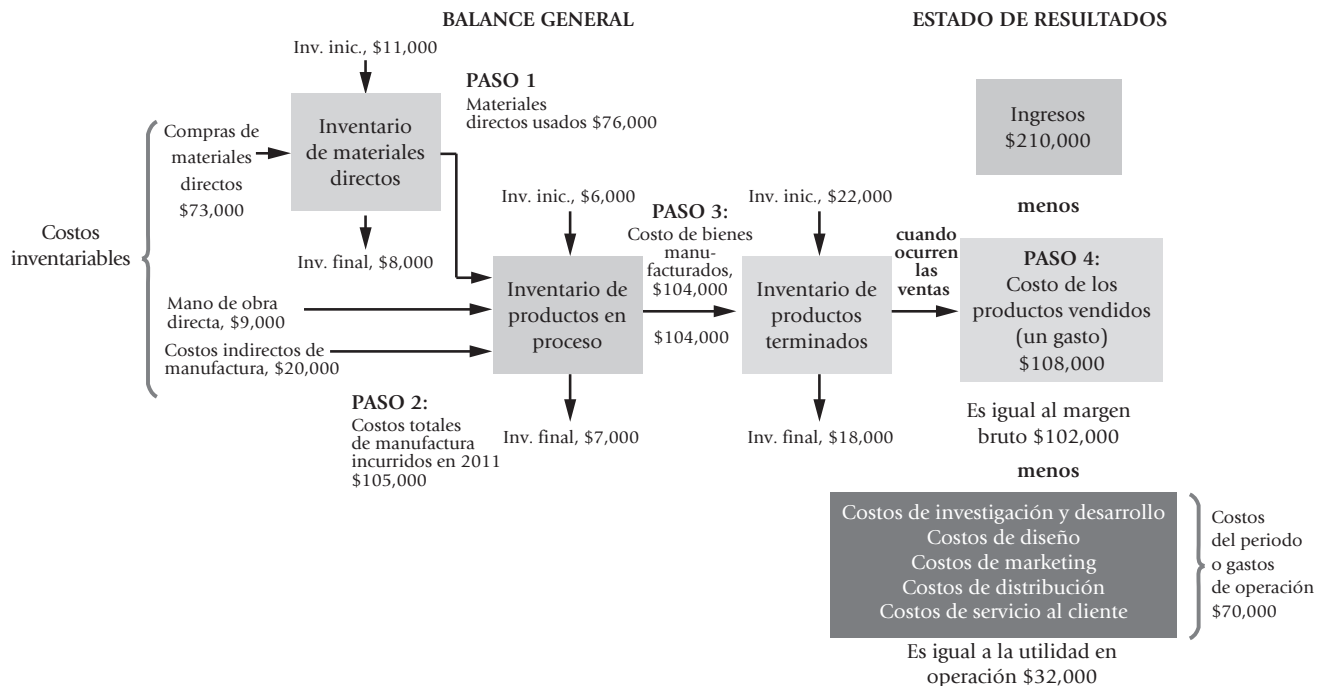 BALANCE GENERAL
ESTADO DE RESULTADOS
Inv. inic., $11,000
PASO 1
Materiales
directos usados $76,000
Compras de
materiales
directos
$73,000
Inventario
de materiales
directos
Inv. final, $8,000
Costos
inventariables
Mano de obra
directa, $9,000
Costos indirectos de
manufactura, $20,000
PASO 2:
Costos totales
de manufactura
incurridos en 2011
$105,000
Inv. inic., $6,000
Inventario de
productos en
proceso
Inv. final, $7,000
PASO 3:
Costo de bienes
manu-
facturados,
$104,000
$104,000
Inv. inic., $22,000
Inventario de
productos
terminados
Inv. final, $18,000
cuando
ocurren
las
ventas
Ingresos
$210,000
menos
PASO 4:
Costo de los
productos vendidos
(un gasto)
$108,000
Es igual al margen
bruto $102,000
menos
Costos de investigación y desarrollo
Costos de diseño
Costos de marketing
Costos de distribución
Costos de servicio al cliente
Costos
del periodo
o gastos
de operación
$70,000
Es igual a la utilidad en
operación $32,000